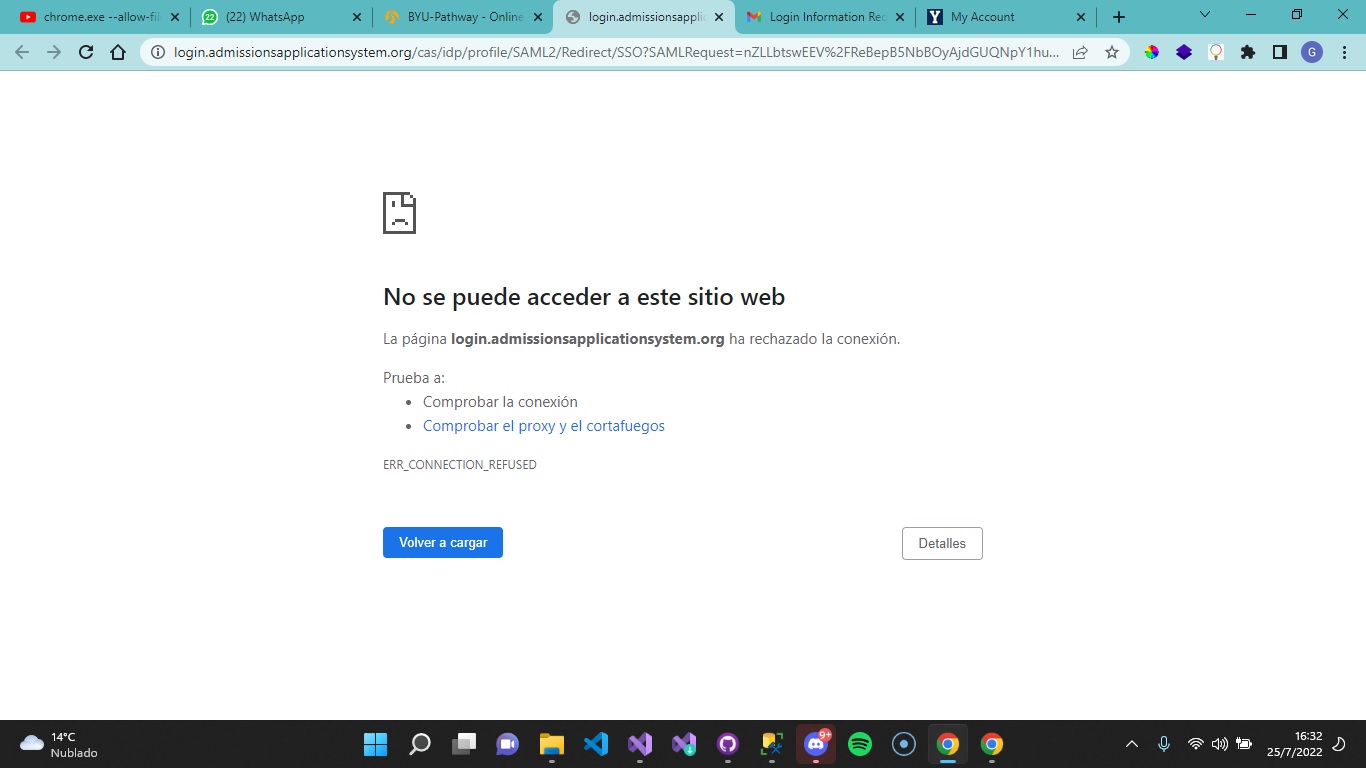 chrome.exe --allow-fil
(22) WhatsApp
BYU-Pathway - Online
login.admissionsapplic
Login Information Rec
My Account
login.admissionsapplicationsystem.org/cas/idp/profile/SAML2/Redirect/SSO?SAMLRequest=nZLLbtswEEV%2FReBepB5NbBOyAjdGUQNpY1hu...
G
No se puede acceder a este sitio web
La página login.admissionsapplicationsystem.org ha rechazado la conexión.
Prueba a:
• Comprobar la conexión
• Comprobar el proxy y el cortafuegos
ERR_CONNECTION_REFUSED
Volver a cargar
Detalles
14°C
Nublado
9+
16:32
25/7/2022